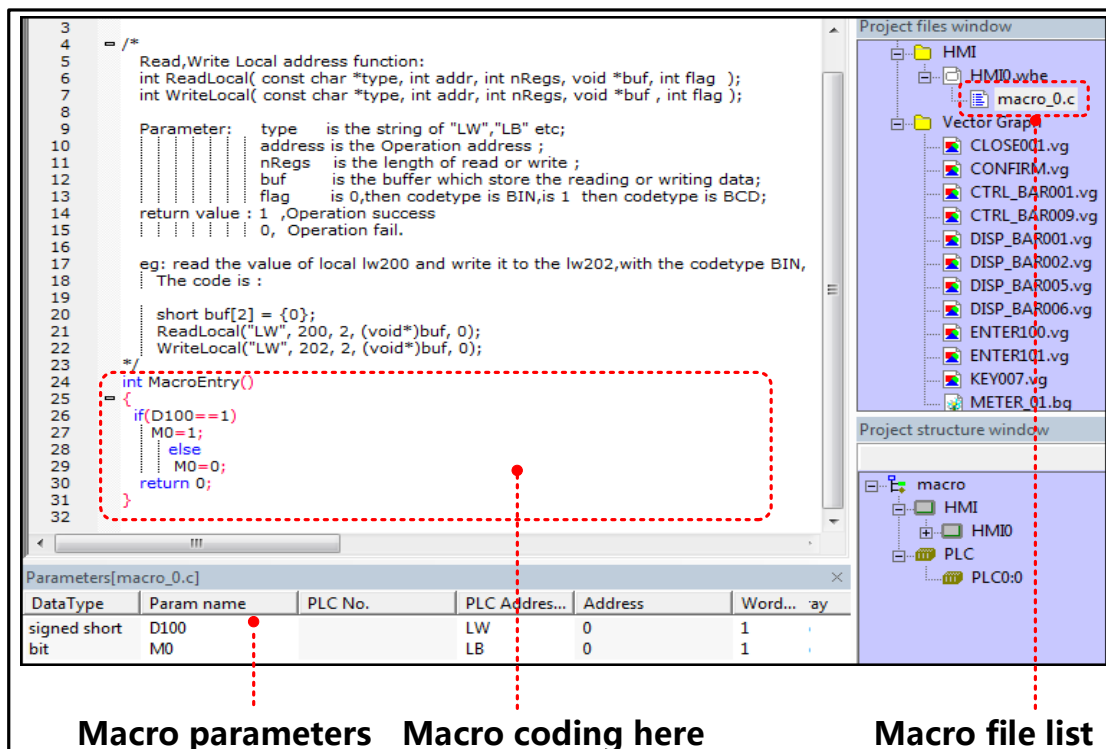 3
4 /*
5 Read,Write Local address function:
6 int ReadLocal( const char *type, int addr, int nRegs, void *buf, int flag );
7 int WriteLocal( const char *type, int addr, int nRegs, void *buf , int flag );
8
9 Parameter: type is the string of "LW","LB" etc;
10 address is the Operation address ;
11 nRegs is the length of read or write ;
12 buf is the buffer which store the reading or writing data;
13 flag is 0,then codetype is BIN,is 1 then codetype is BCD;
14 return value : 1 ,Operation success
15 0, Operation fail.
16
17 eg: read the value of local lw200 and write it to the lw202,with the codetype BIN,
18 The code is :
19
20 short buf[2] = {0};
21 ReadLocal("LW", 200, 2, (void*)buf, 0);
22 WriteLocal("LW", 202, 2, (void*)buf, 0);
23 */
24 int MacroEntry()
25 {
26 if(D100==1)
27 M0=1;
28 else
29 M0=0;
30 return 0;
31 }
32
Parameters[macro_0.c]
DataType Param name PLC No. PLC Addres... Address Word... ray
signed short D100 LW 0 1
bit M0 LB 0 1
Project files window
HMI
HMI0.whe
macro_0.c
Vector Graph
CLOSE001.vg
CONFIRM.vg
CTRL_BAR001.vg
CTRL_BAR009.vg
DISP_BAR001.vg
DISP_BAR002.vg
DISP_BAR005.vg
DISP_BAR006.vg
ENTER100.vg
ENTER101.vg
KEY007.vg
METER_01.bg
Project structure window
macro
HMI
HMI0
PLC
PLC0:0
Macro parameters Macro coding here Macro file list